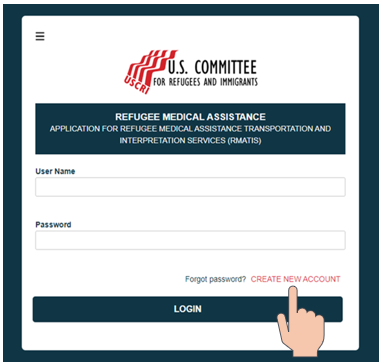 U.S. COMMITTEE
FOR REFUGEES AND IMMIGRANTS
USCRI
REFUGEE MEDICAL ASSISTANCE
APPLICATION FOR REFUGEE MEDICAL ASSISTANCE TRANSPORTATION AND
INTERPRETATION SERVICES (RMATIS)
User Name
Password
Forgot password? CREATE NEW ACCOUNT
LOGIN